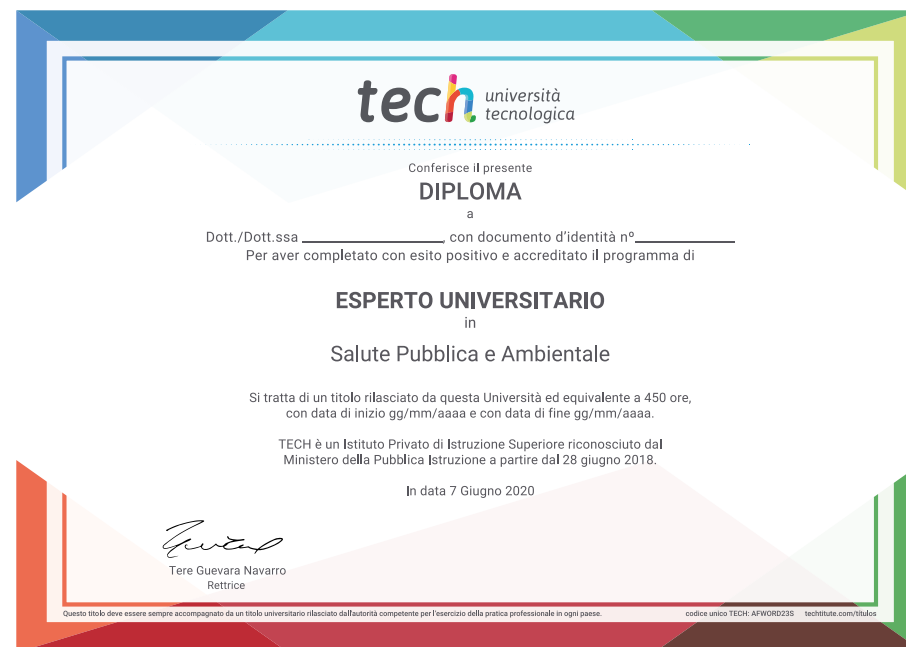 tech università
tecnologica
Conferisce il presente
DIPLOMA
a
Dott./Dott.ssa ____________________, con documento d'identità nº______________
Per aver completato con esito positivo e accreditato il programma di
ESPERTO UNIVERSITARIO
in
Salute Pubblica e Ambientale
Si tratta di un titolo rilasciato da questa Università ed equivalente a 450 ore,
con data di inizio gg/mm/aaaa e con data di fine gg/mm/aaaa.
TECH è un Istituto Privato di Istruzione Superiore riconosciuto dal
Ministero della Pubblica Istruzione a partire dal 28 giugno 2018.
In data 7 Giugno 2020
Tere Guevara Navarro
Rettrice
Questo titolo deve essere sempre accompagnato da un titolo universitario rilasciato dall'autorità competente per l'esercizio della pratica professionale in ogni paese. codice unico TECH: AFWORD23S techtitute.com/titulos